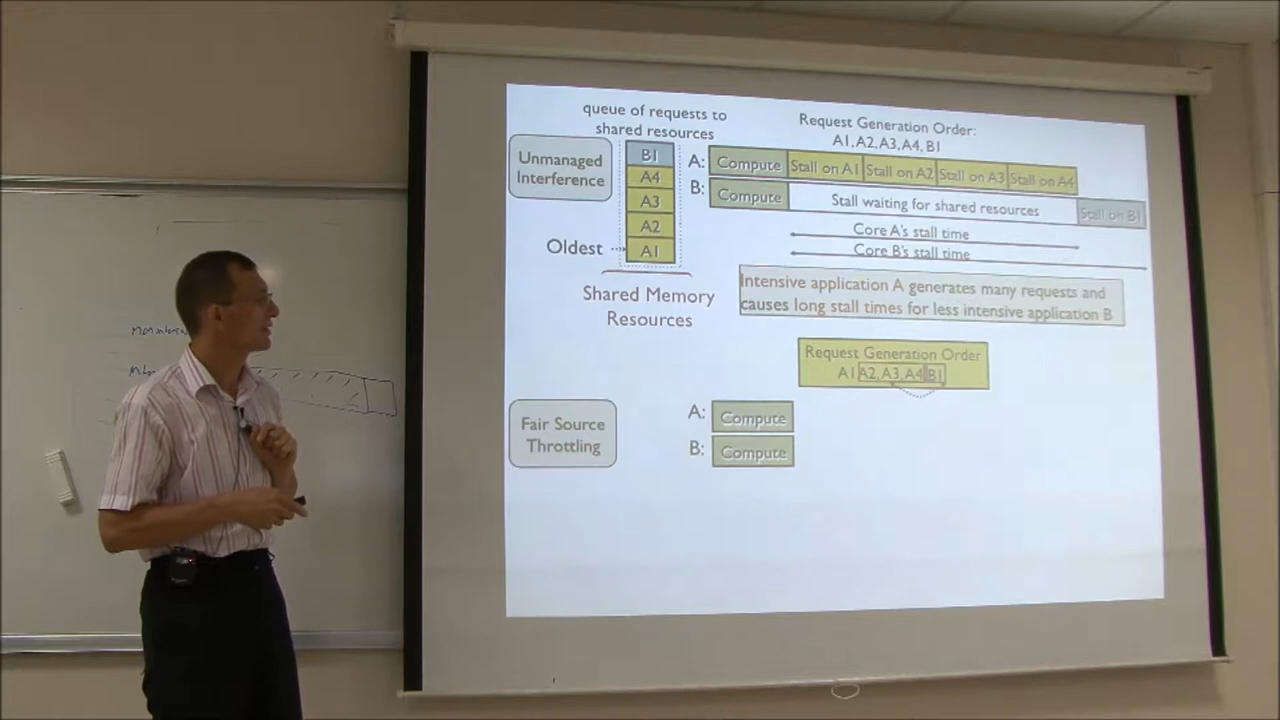 queue of requests to
shared resources
Request Generation Order:
A1, A2, A3, A4, B1
Unmanaged
Interference
B1
A4
A3
A2
A1
Oldest
Shared Memory
Resources
A: Compute Stall on A1 Stall on A2 Stall on A3 Stall on A4
B: Compute Stall waiting for shared resources Stall on B1
Core A's stall time
Core B's stall time
Intensive application A generates many requests and
causes long stall times for less intensive application B
Request Generation Order
A1 A2, A3, A4 B1
Fair Source
Throttling
A: Compute
B: Compute